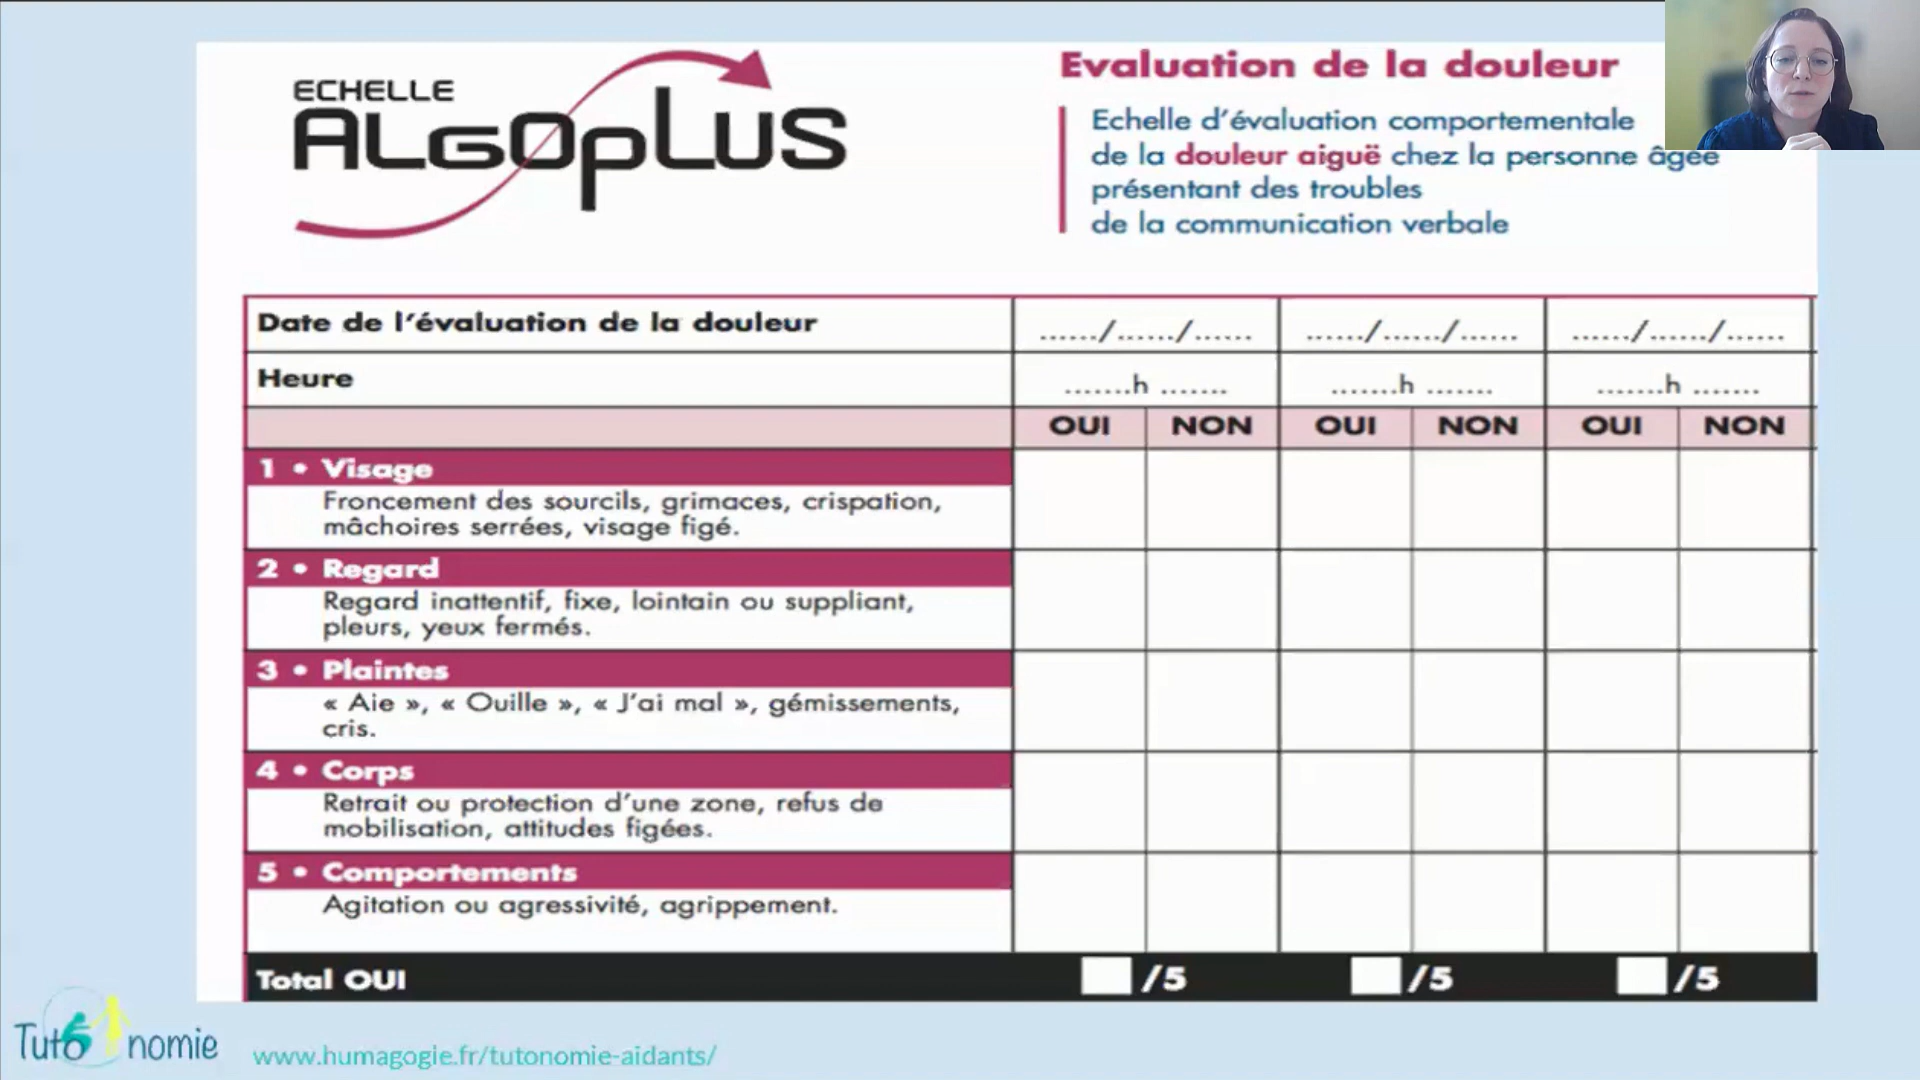 ECHELLE
ALGOPLUS
Evaluation de la douleur
Echelle d'évaluation comportementale
de la douleur aiguë chez la personne âgée
présentant des troubles
de la communication verbale
Date de l'évaluation de la douleur ....../....../...... ....../....../...... ....../....../......
Heure .......h ....... .......h ....... .......h .......
OUI NON OUI NON OUI NON
1 • Visage
Froncement des sourcils, grimaces, crispation,
mâchoires serrées, visage figé.
2 • Regard
Regard inattentif, fixe, lointain ou suppliant,
pleurs, yeux fermés.
3 • Plaintes
« Aie », « Ouille », « J'ai mal », gémissements,
cris.
4 • Corps
Retrait ou protection d'une zone, refus de
mobilisation, attitudes figées.
5 • Comportements
Agitation ou agressivité, agrippement.
Total OUI /5 /5 /5
Tutonomie
www.humagogie.fr/tutonomie-aidants/